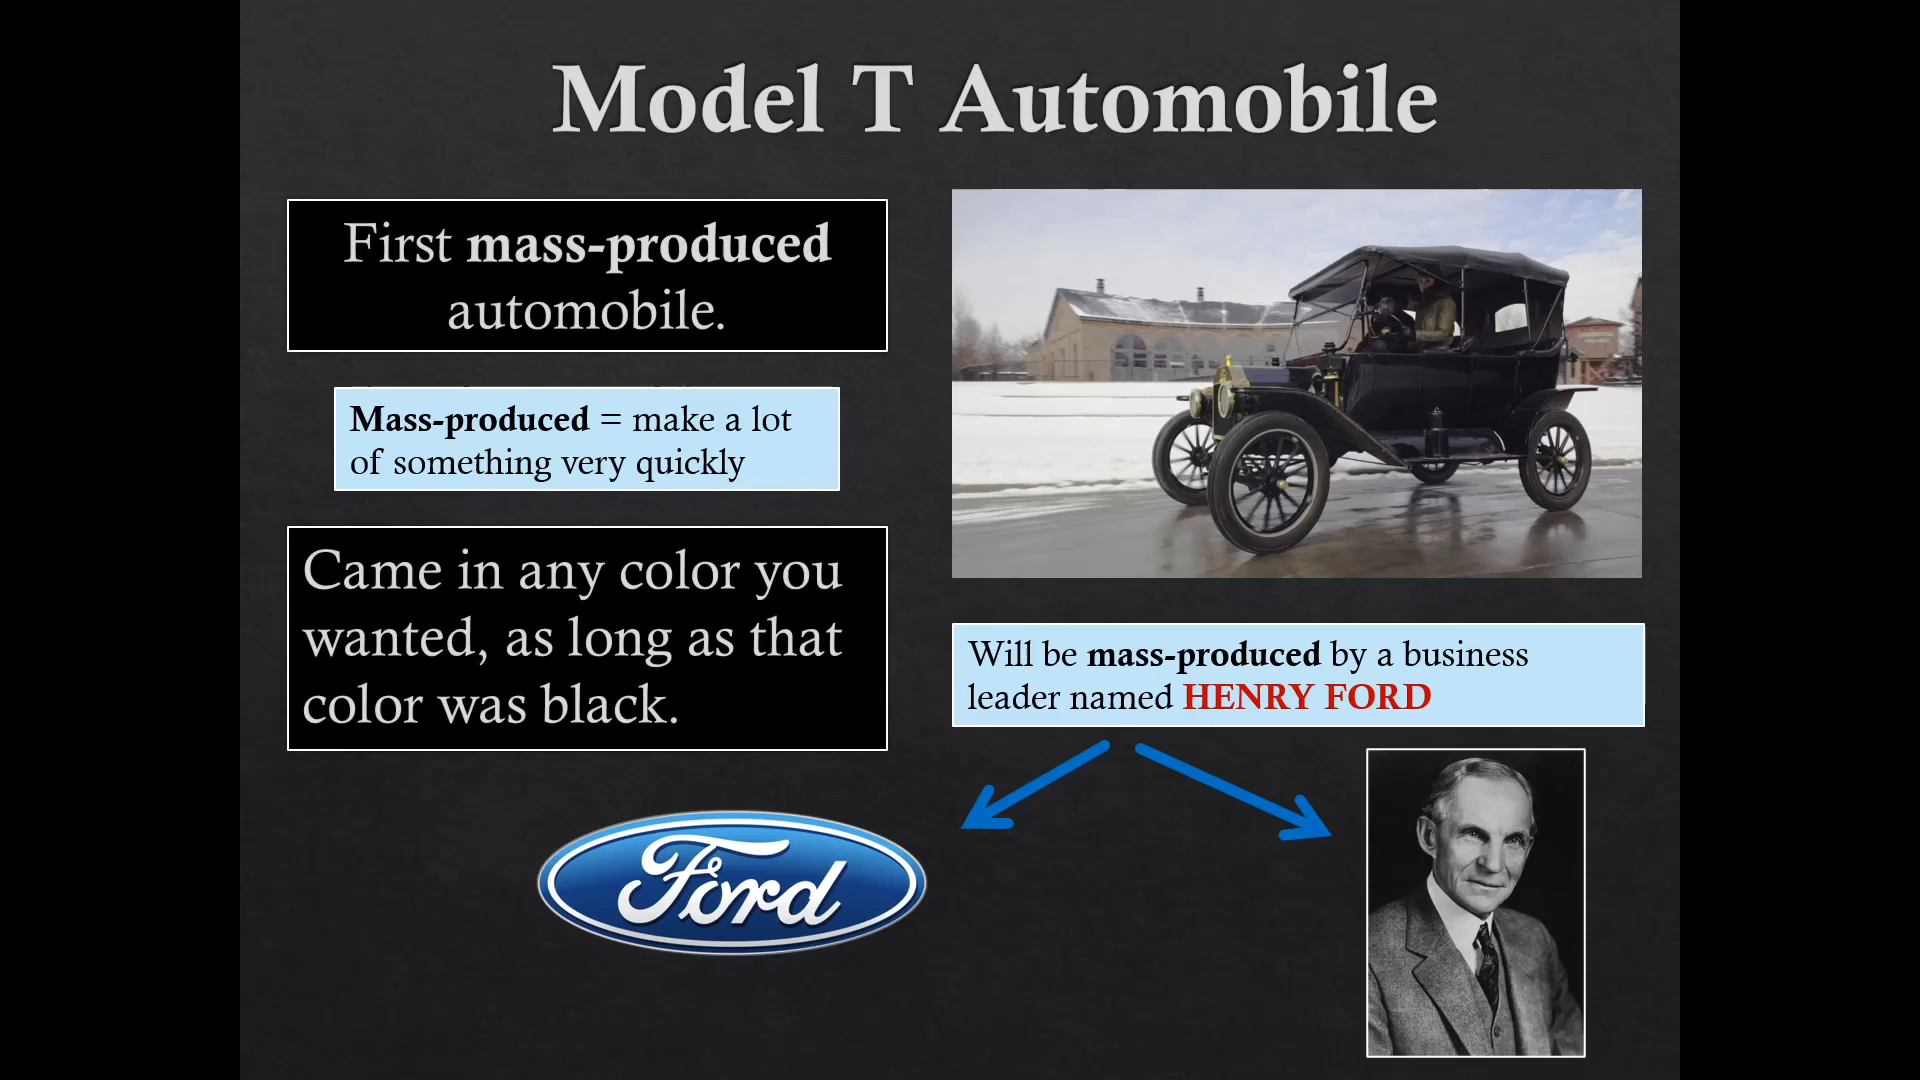 Model T Automobile
First mass-produced
automobile.
Mass-produced = make a lot
of something very quickly
Came in any color you
wanted, as long as that
color was black.
Will be mass-produced by a business
leader named HENRY FORD
Ford